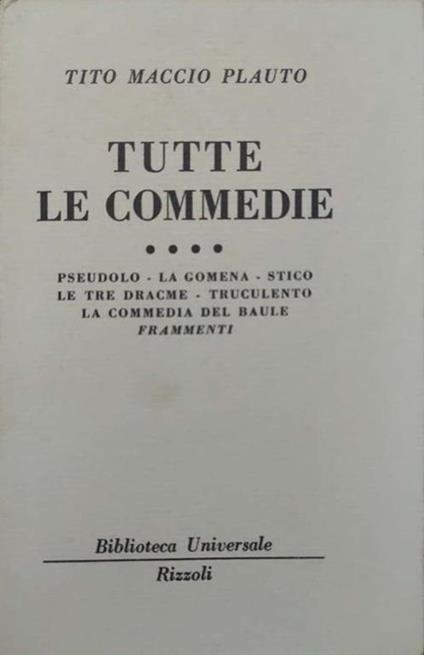 TITO MACCIO PLAUTO
TUTTE
LE COMMEDIE
• • • •
PSEUDOLO - LA GOMENA - STICO
LE TRE DRACME - TRUCULENTO
LA COMMEDIA DEL BAULE
FRAMMENTI
Biblioteca Universale
Rizzoli